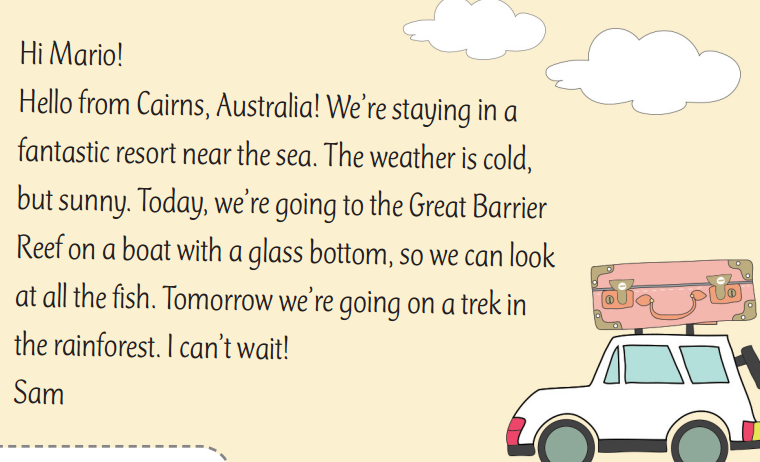 Hi Mario!
Hello from Cairns, Australia! We're staying in a
fantastic resort near the sea. The weather is cold,
but sunny. Today, we're going to the Great Barrier
Reef on a boat with a glass bottom, so we can look
at all the fish. Tomorrow we're going on a trek in
the rainforest. I can't wait!
Sam